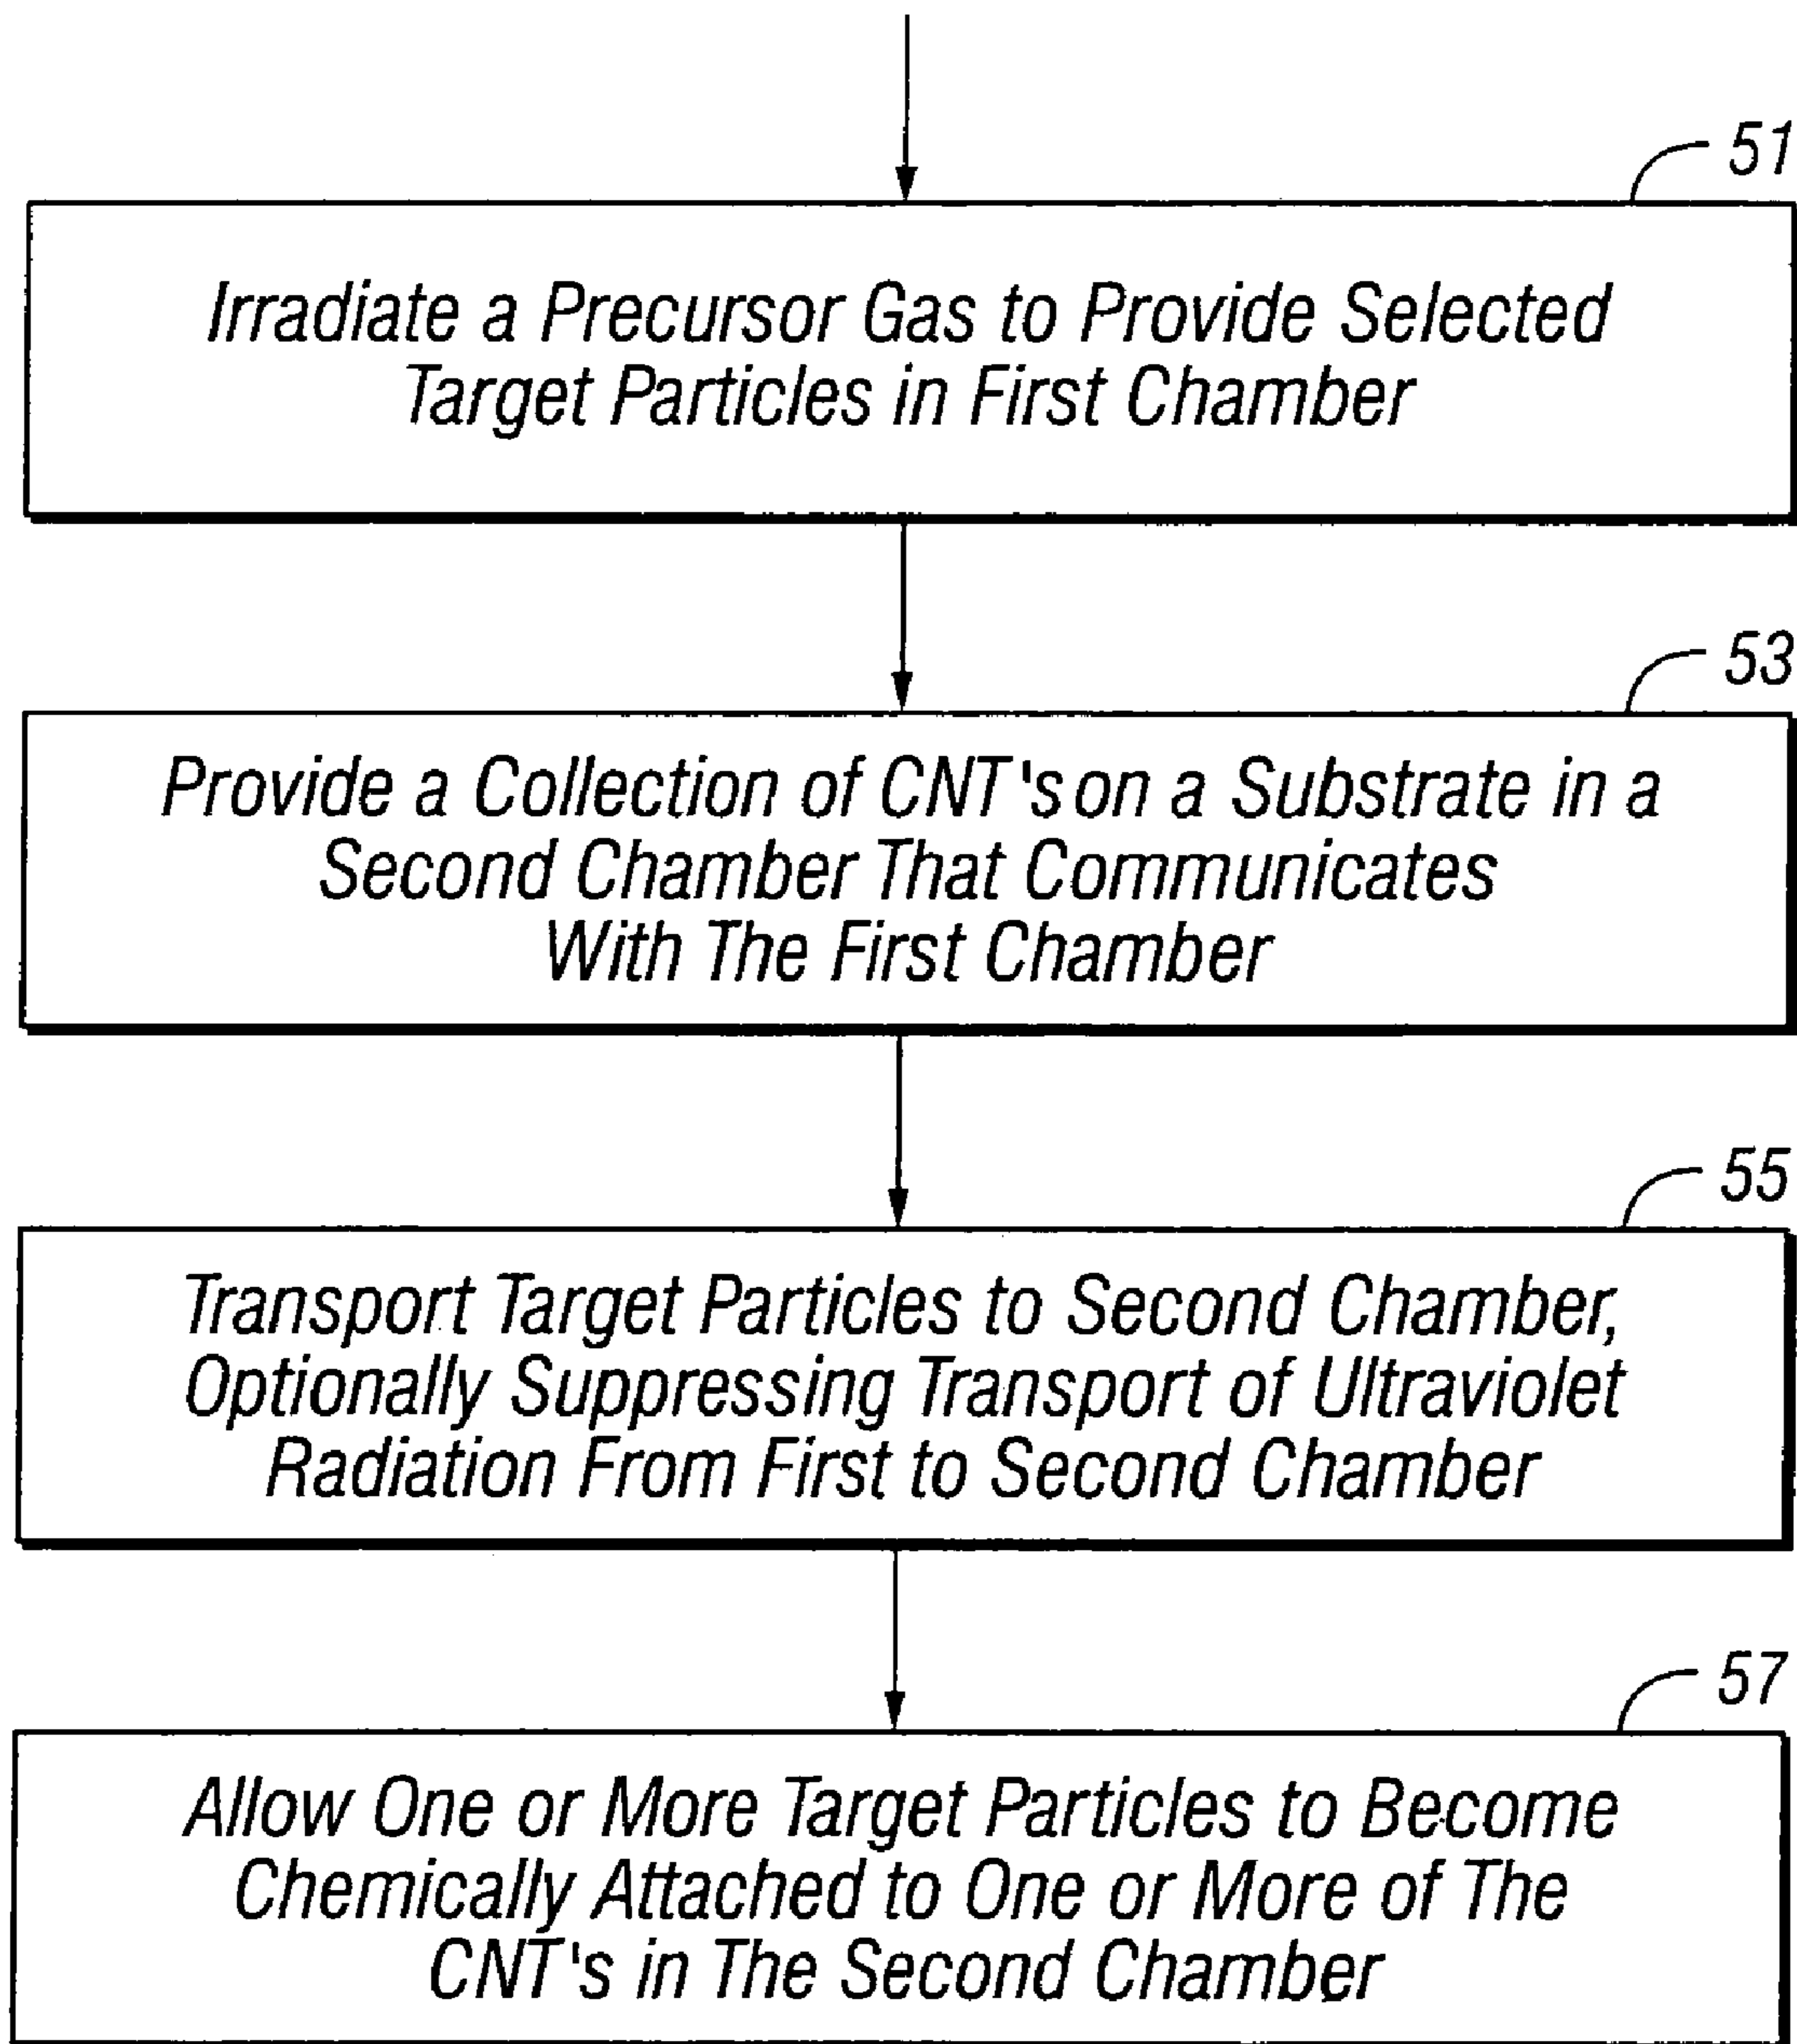 51
Irradiate a Precursor Gas to Provide Selected
Target Particles in First Chamber
53
Provide a Collection of CNT's on a Substrate in a
Second Chamber That Communicates
With The First Chamber
55
Transport Target Particles to Second Chamber,
Optionally Suppressing Transport of Ultraviolet
Radiation From First to Second Chamber
57
Allow One or More Target Particles to Become
Chemically Attached to One or More of The
CNT's in The Second Chamber